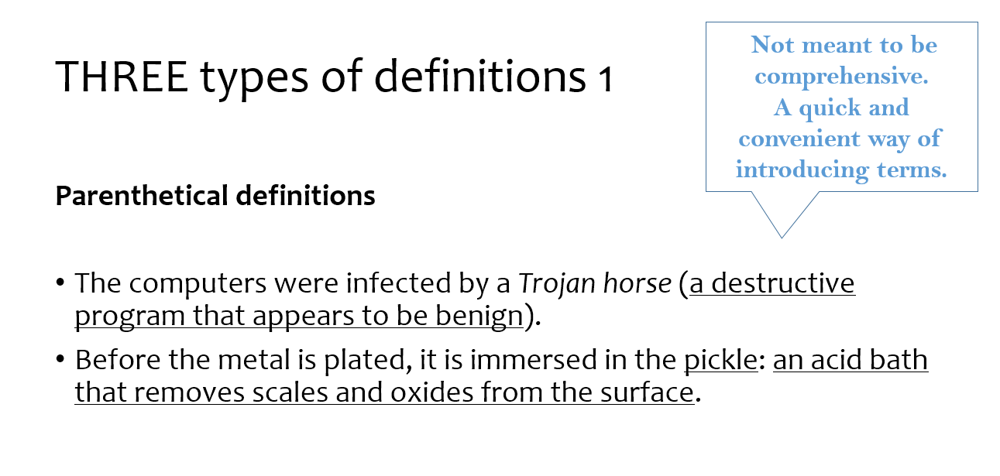 THREE types of definitions 1
Not meant to be
comprehensive.
A quick and
convenient way of
introducing terms.
Parenthetical definitions
• The computers were infected by a Trojan horse (a destructive
program that appears to be benign).
• Before the metal is plated, it is immersed in the pickle: an acid bath
that removes scales and oxides from the surface.